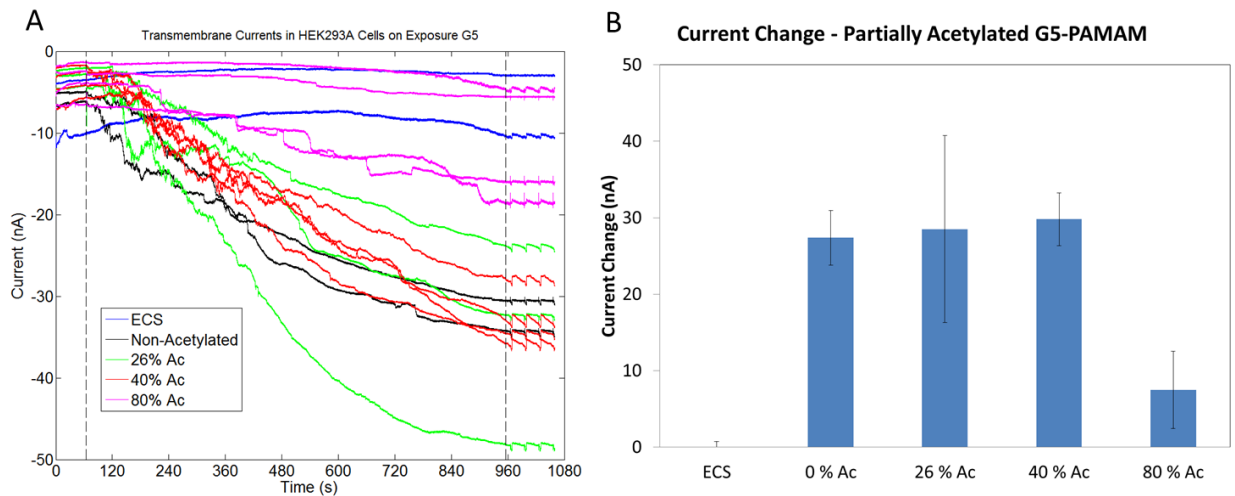 A
Transmembrane Currents in HEK293A Cells on Exposure G5
0
-10
-20
-30
-40
-50
Current (nA)
ECS
Non-Acetylated
26% Ac
40% Ac
80% Ac
0 120 240 360 480 600 720 840 960 1080
Time (s)
B
Current Change - Partially Acetylated G5-PAMAM
50
40
30
20
10
0
Current Change (nA)
ECS 0 % Ac 26 % Ac 40 % Ac 80 % Ac